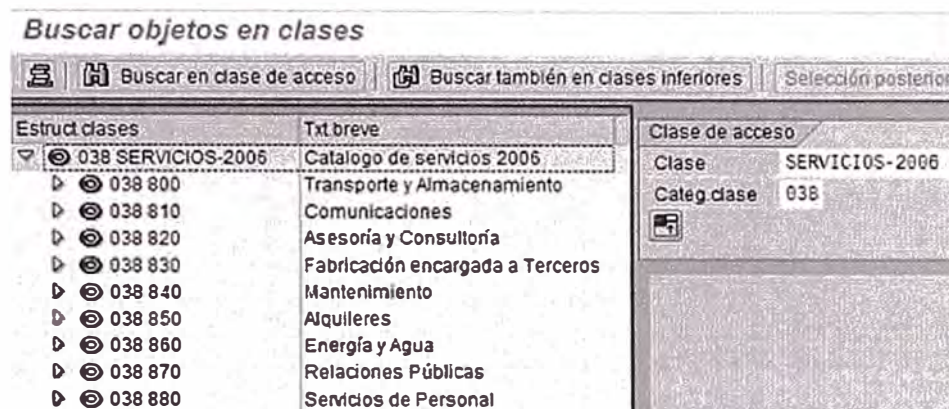 Buscar objetos en clases
Buscar en clase de acceso Buscar también en clases inferiores Selección posterior
Estruct.clases Txt.breve
038 SERVICIOS-2006 Catalogo de servicios 2006
038 800 Transporte y Almacenamiento
038 810 Comunicaciones
038 820 Asesoría y Consultoría
038 830 Fabricación encargada a Terceros
038 840 Mantenimiento
038 850 Alquileres
038 860 Energía y Agua
038 870 Relaciones Públicas
038 880 Servicios de Personal
Clase de acceso
Clase SERVICIOS-2006
Categ.clase 038